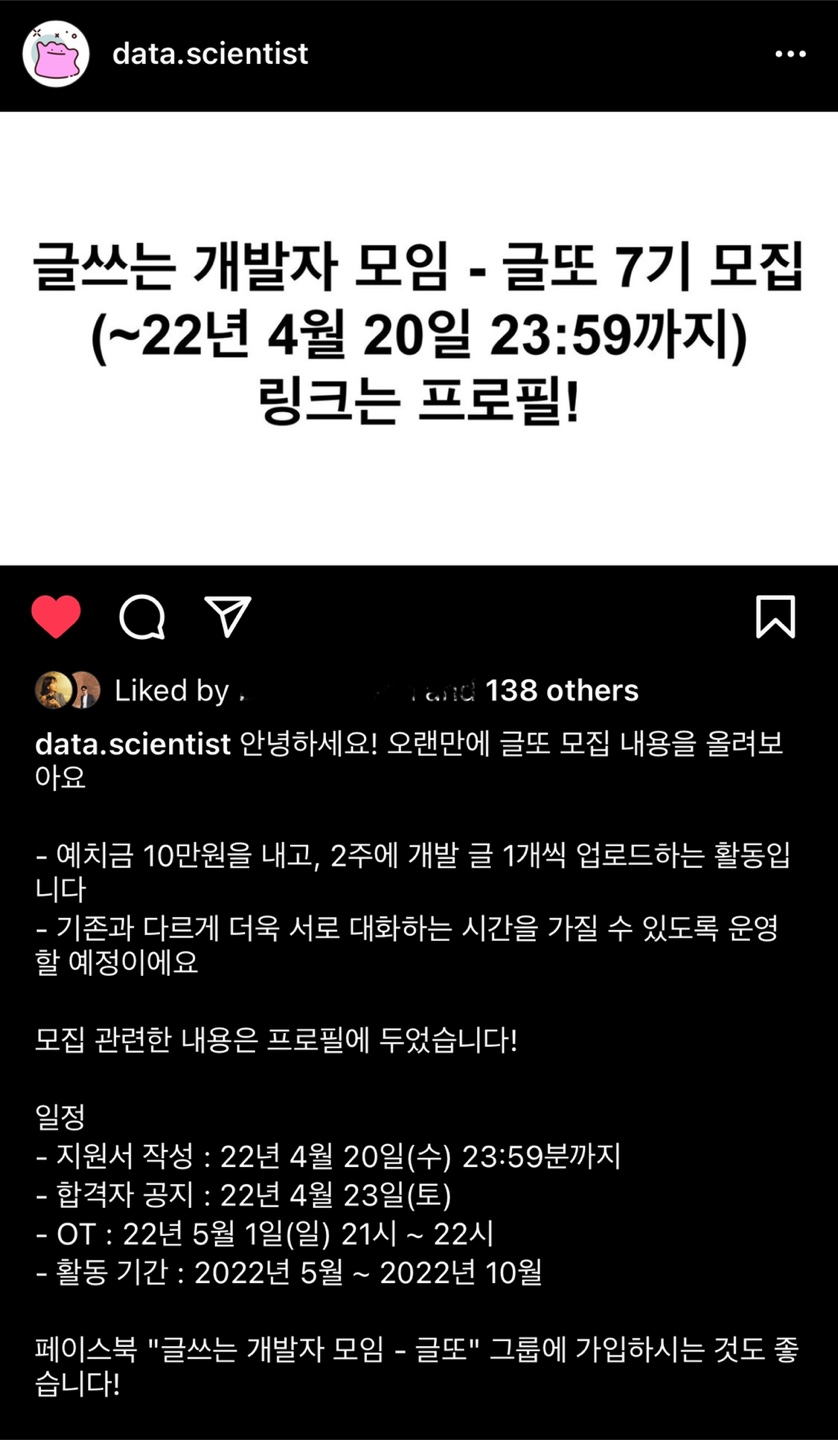 data.scientist
글쓰는 개발자 모임 - 글또 7기 모집
(~22년 4월 20일 23:59까지)
링크는 프로필!
Liked by and 138 others
data.scientist 안녕하세요! 오랜만에 글또 모집 내용을 올려보
아요
- 예치금 10만원을 내고, 2주에 개발 글 1개씩 업로드하는 활동입
니다
- 기존과 다르게 더욱 서로 대화하는 시간을 가질 수 있도록 운영
할 예정이에요
모집 관련한 내용은 프로필에 두었습니다!
일정
- 지원서 작성 : 22년 4월 20일(수) 23:59분까지
- 합격자 공지 : 22년 4월 23일(토)
- OT : 22년 5월 1일(일) 21시 ~ 22시
- 활동 기간 : 2022년 5월 ~ 2022년 10월
페이스북 "글쓰는 개발자 모임 - 글또" 그룹에 가입하시는 것도 좋
습니다!